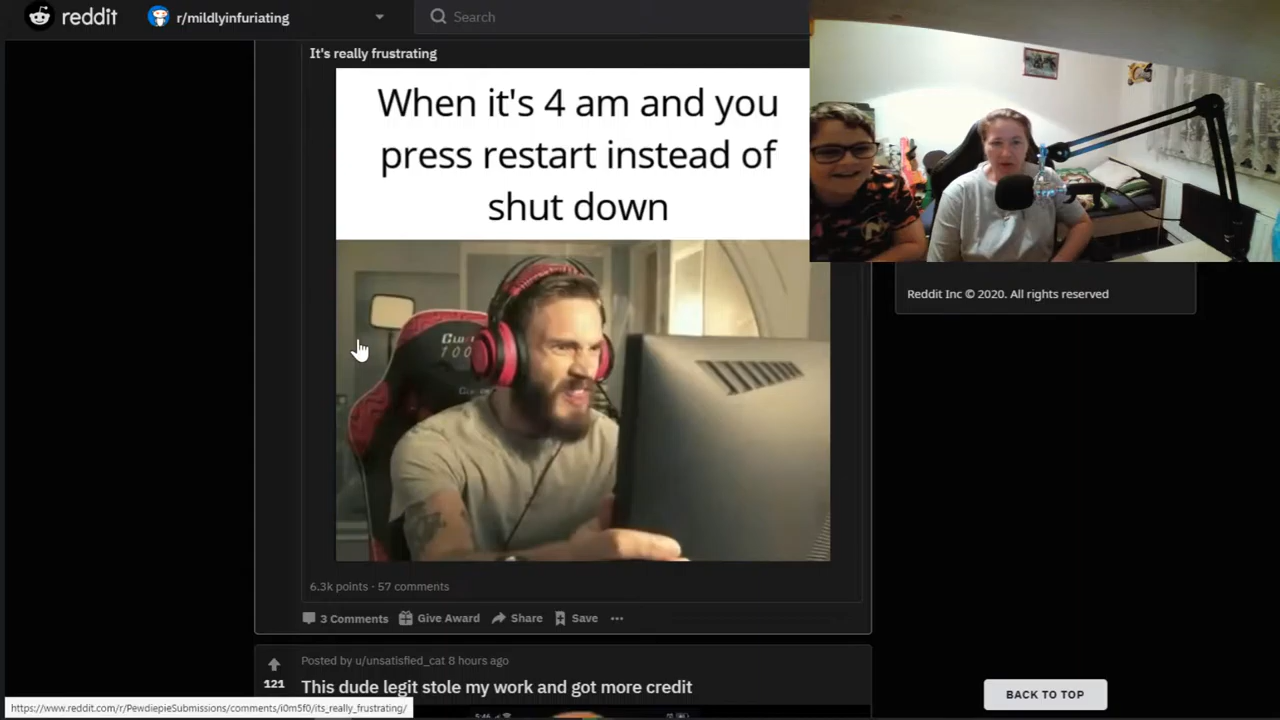 reddit
r/mildlyinfuriating
Search
It's really frustrating
When it's 4 am and you
press restart instead of
shut down
100
Reddit Inc © 2020. All rights reserved
6.3k points · 57 comments
3 Comments
Give Award
Share
Save
Posted by u/unsatisfied_cat 8 hours ago
121
This dude legit stole my work and got more credit
BACK TO TOP
https://www.reddit.com/r/PewdiepieSubmissions/comments/i0m5f0/its_really_frustrating/